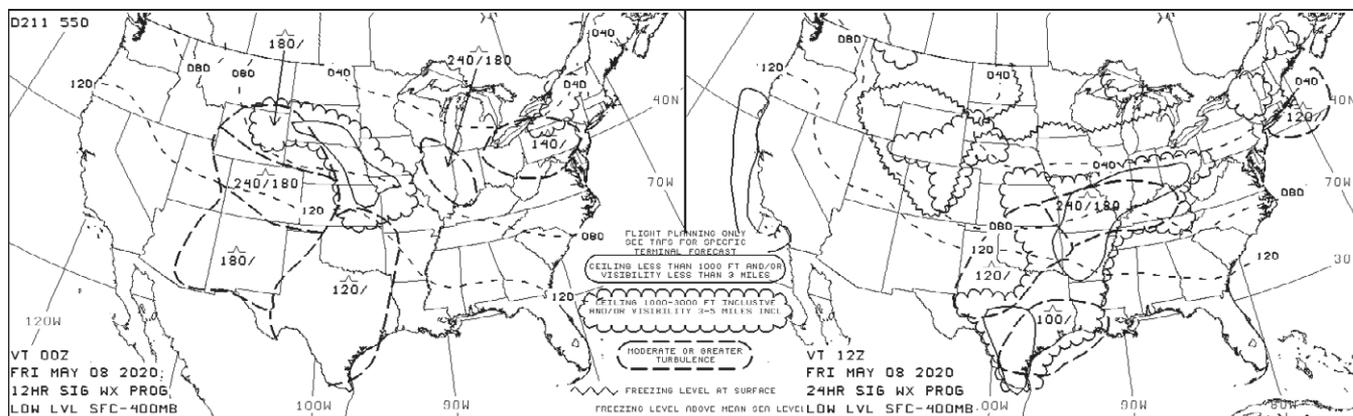 D211 550
180/
240/180
040
040
080
080
120
040
40N
140/
240/180
70W
120
080
180/
120/
120
120W
100W
90W
VT 00Z
FRI MAY 08 2020
12HR SIG WX PROG
LOW LVL SFC-400MB
FLIGHT PLANNING ONLY
SEE TAFS FOR SPECFIC
TERMINAL FORECAST
CEILING LESS THAN 1000 FT AND/OR
VISIBILITY LESS THAN 3 MILES
CEILING 1000-3000 FT INCLUSIVE
AND/OR VISIBILITY 3-5 MILES INCL
MODERATE OR GREATER
TURBULENCE
FREEZING LEVEL AT SURFACE
FREEZING LEVEL ABOVE MEAN SEA LEVEL
040
080
120
040
040
40N
120/
040
70W
240/180
080
080
120
120
120/
30
100/
120W
VT 12Z
FRI MAY 08 2020
24HR SIG WX PROG
LOW LVL SFC-400MB
00W
90W
80W